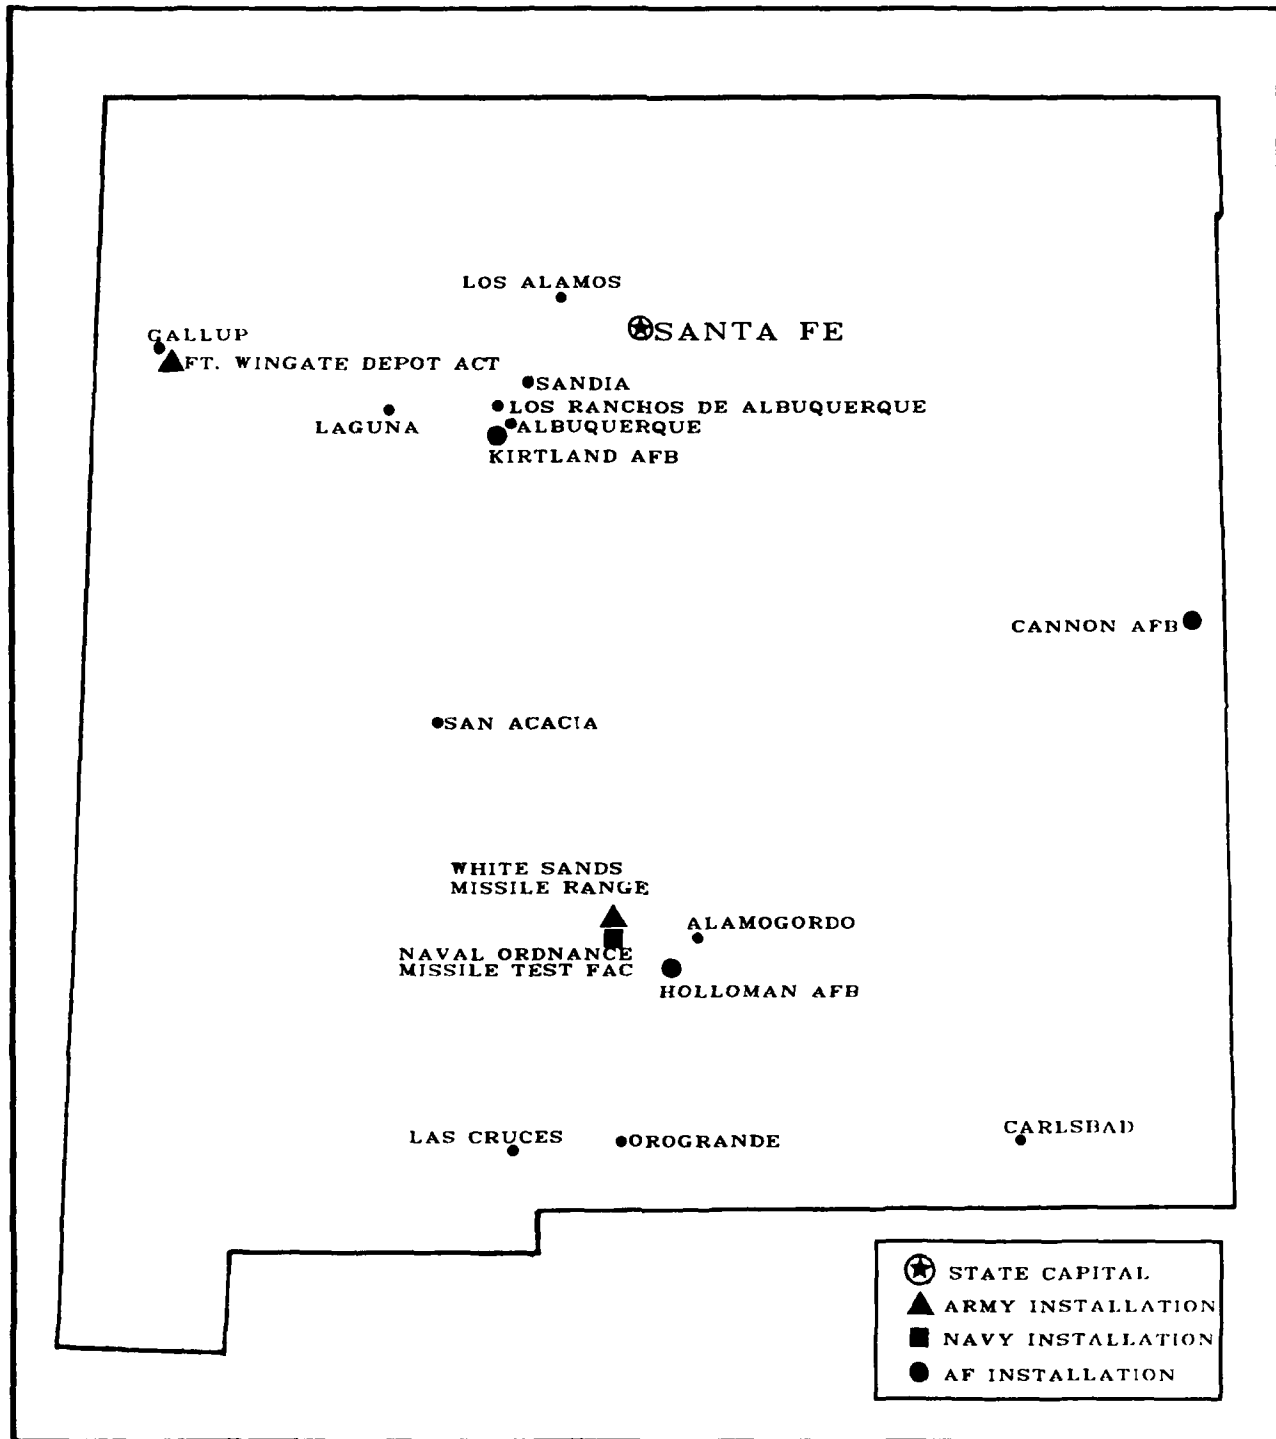 LOS ALAMOS
SANTA FE
GALLUP
FT. WINGATE DEPOT ACT
SANDIA
LOS RANCHOS DE ALBUQUERQUE
LAGUNA
ALBUQUERQUE
KIRTLAND AFB
CANNON AFB
SAN ACACIA
WHITE SANDS
MISSILE RANGE
ALAMOGORDO
NAVAL ORDNANCE
MISSILE TEST FAC
HOLLOMAN AFB
LAS CRUCES
OROGRANDE
CARLSBAD
STATE CAPITAL
ARMY INSTALLATION
NAVY INSTALLATION
AF INSTALLATION